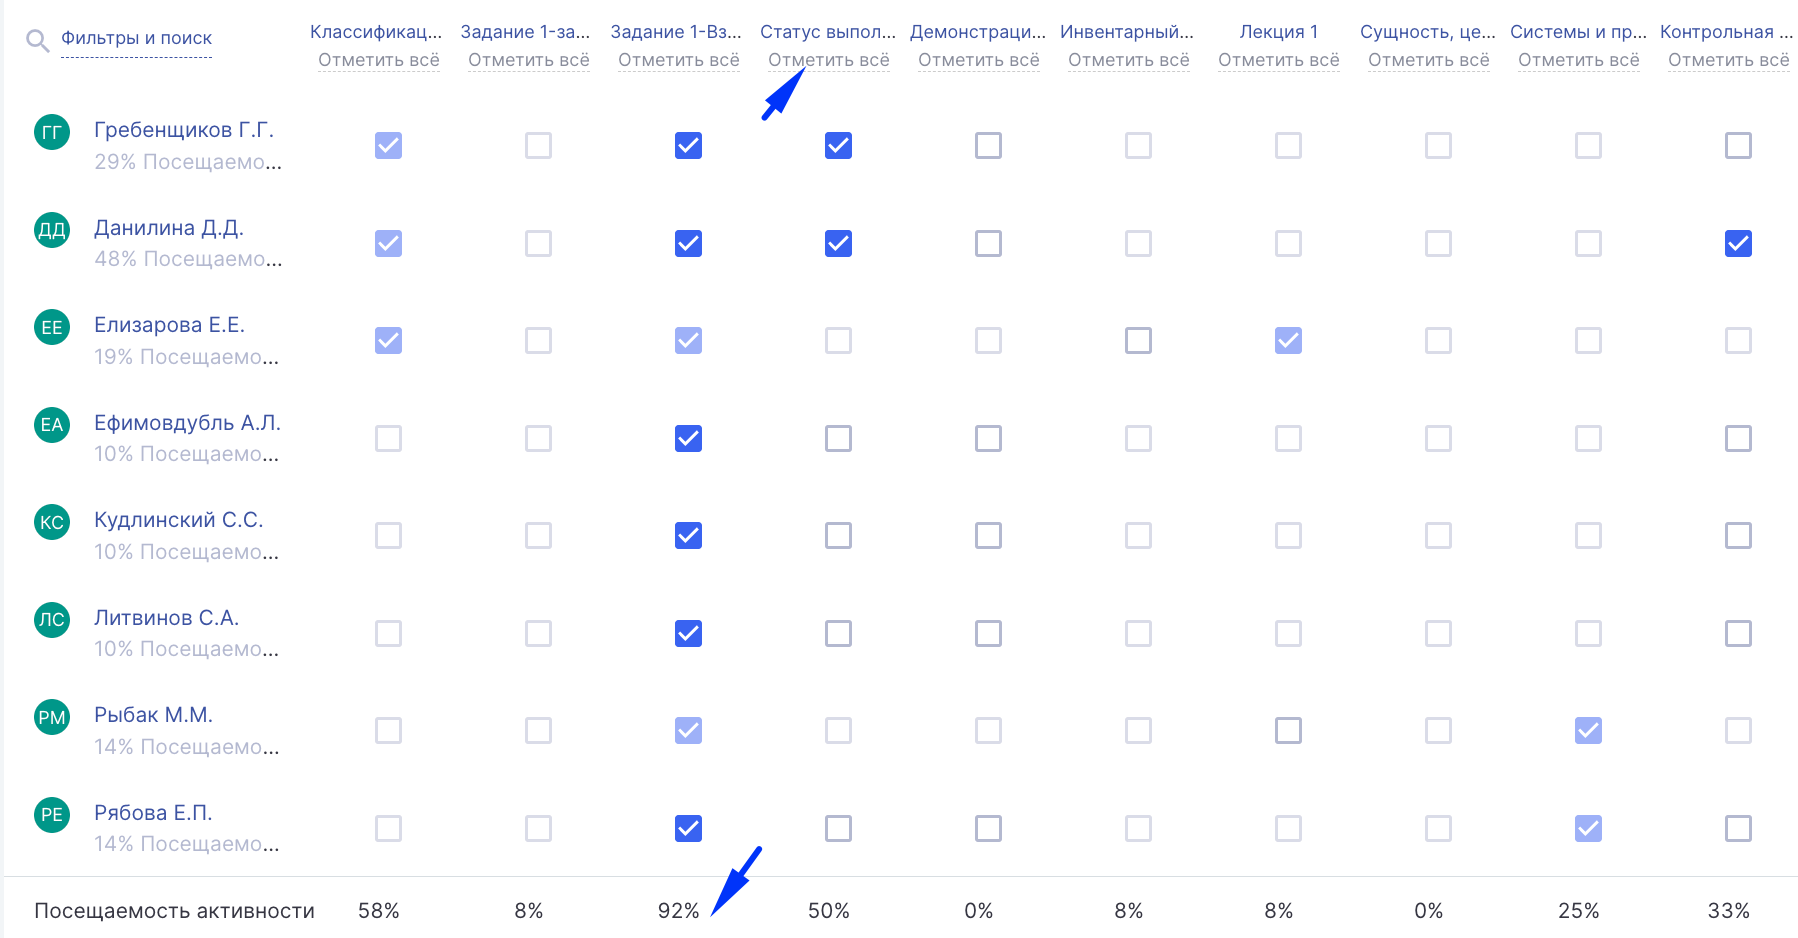 Фильтры и поиск
Классификац... Задание 1-за... Задание 1-Вз... Статус выпол... Демонстраци... Инвентарный... Лекция 1 Сущность, це... Системы и пр... Контрольная ...
Отметить всё Отметить всё Отметить всё Отметить всё Отметить всё Отметить всё Отметить всё Отметить всё Отметить всё Отметить всё
ГГ Гребенщиков Г.Г.
29% Посещаемо...
ДД Данилина Д.Д.
48% Посещаемо...
ЕЕ Елизарова Е.Е.
19% Посещаемо...
ЕА Ефимовдубль А.Л.
10% Посещаемо...
КС Кудлинский С.С.
10% Посещаемо...
ЛС Литвинов С.А.
10% Посещаемо...
РМ Рыбак М.М.
14% Посещаемо...
РЕ Рябова Е.П.
14% Посещаемо...
Посещаемость активности 58% 8% 92% 50% 0% 8% 8% 0% 25% 33%